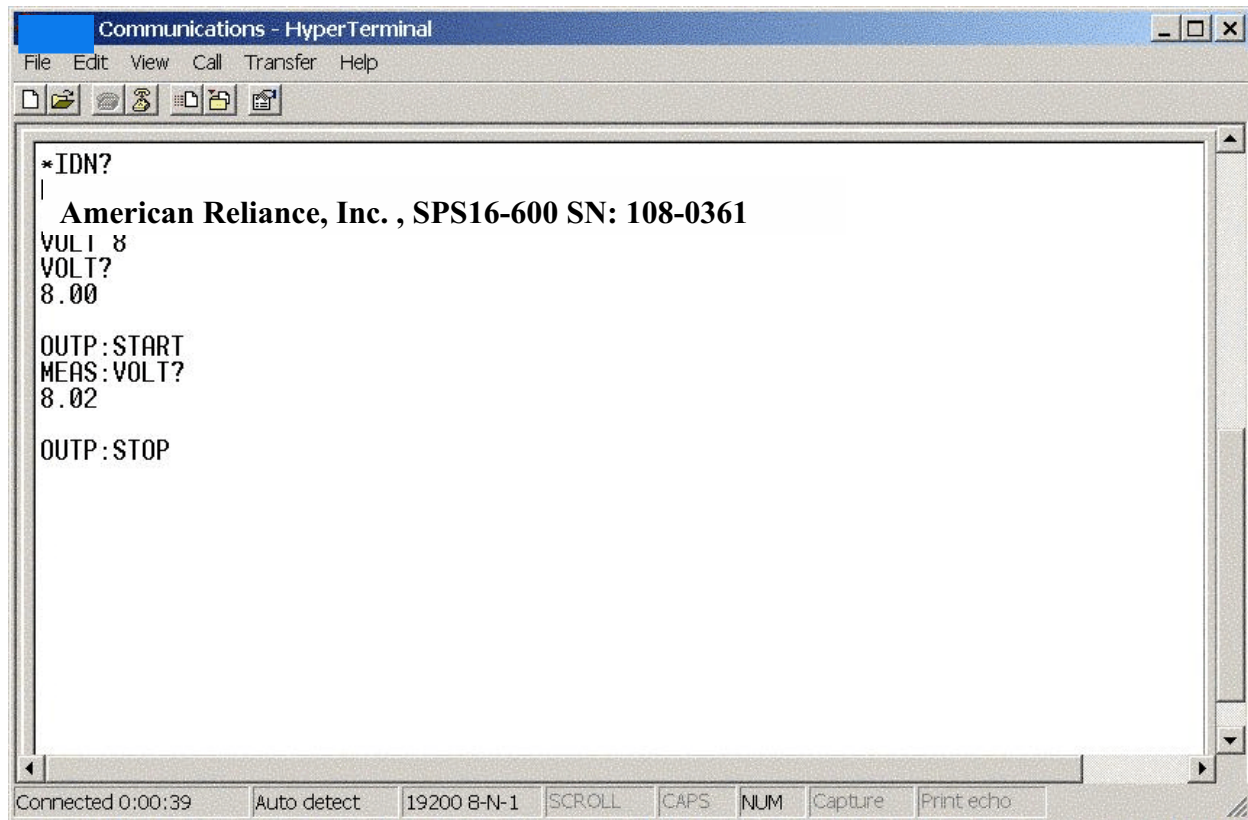 Communications - HyperTerminal
File Edit View Call Transfer Help
*IDN?
American Reliance, Inc. , SPS16-600 SN: 108-0361
VOLT 8
VOLT?
8.00
OUTP:START
MEAS:VOLT?
8.02
OUTP:STOP
Connected 0:00:39 Auto detect 19200 8-N-1 SCROLL CAPS NUM Capture Print echo